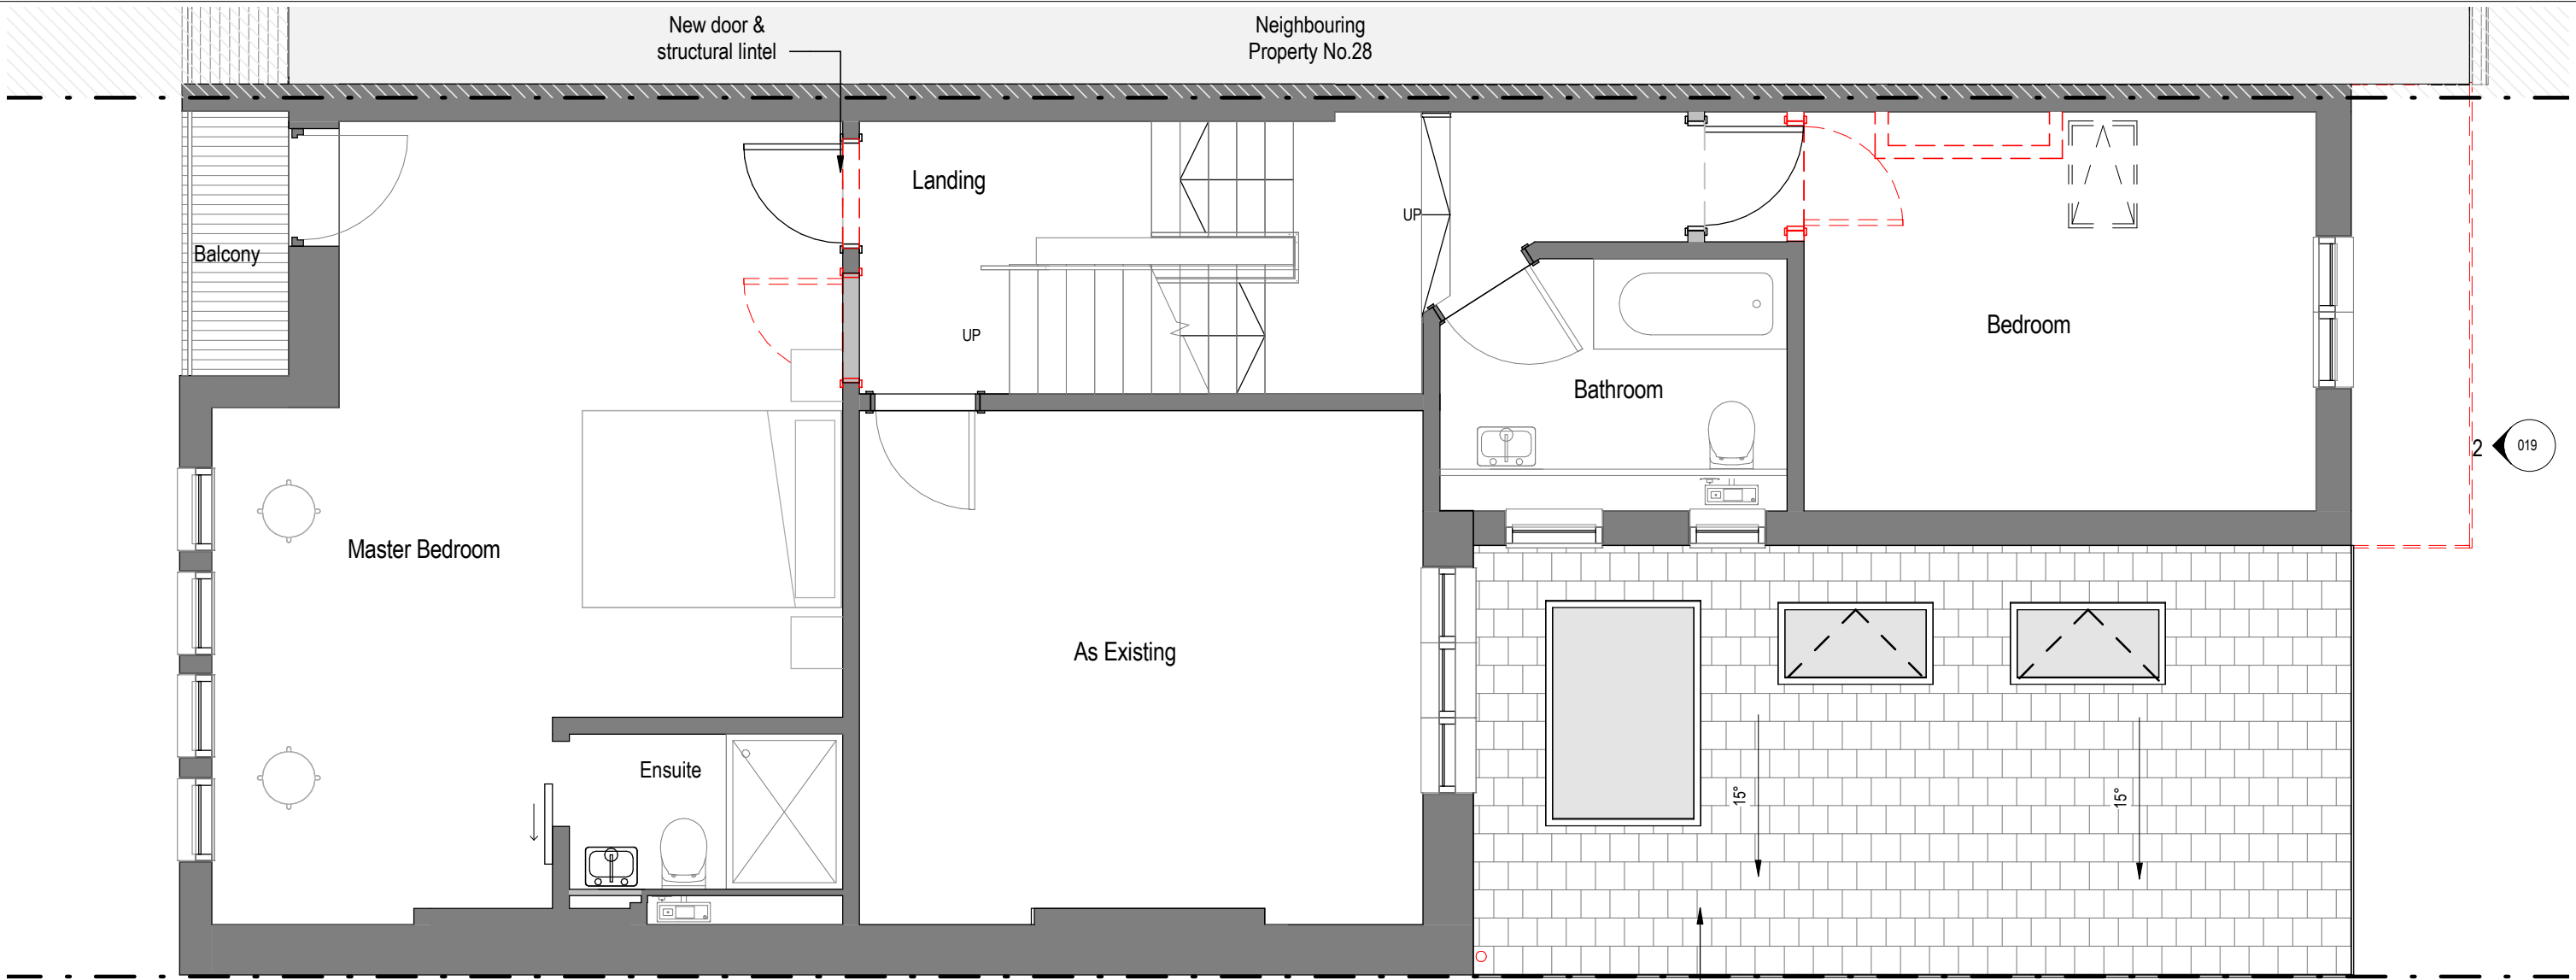 New door &
structural lintel
Neighbouring
Property No.28
Landing
UP
Balcony
Bedroom
UP
Bathroom
2
019
Master Bedroom
As Existing
Ensuite
15°
15°